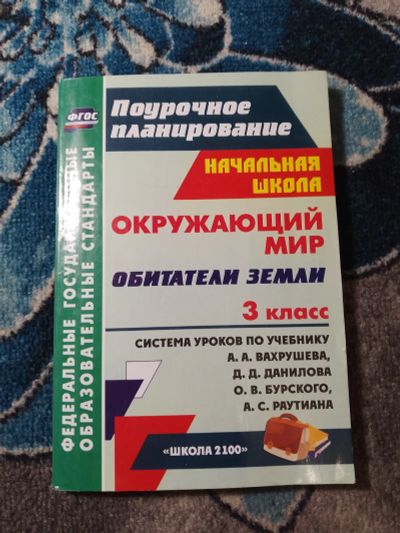 ФГОС
ФЕДЕРАЛЬНЫЕ ГОСУДАРСТВЕННЫЕ
ОБРАЗОВАТЕЛЬНЫЕ СТАНДАРТЫ
Поурочное
планирование
НАЧАЛЬНАЯ
ШКОЛА
ОКРУЖАЮЩИЙ
МИР
ОБИТАТЕЛИ ЗЕМЛИ
3 класс
СИСТЕМА УРОКОВ ПО УЧЕБНИКУ
А. А. ВАХРУШЕВА,
Д. Д. ДАНИЛОВА
О. В. БУРСКОГО,
А. С. РАУТИАНА
«ШКОЛА 2100»